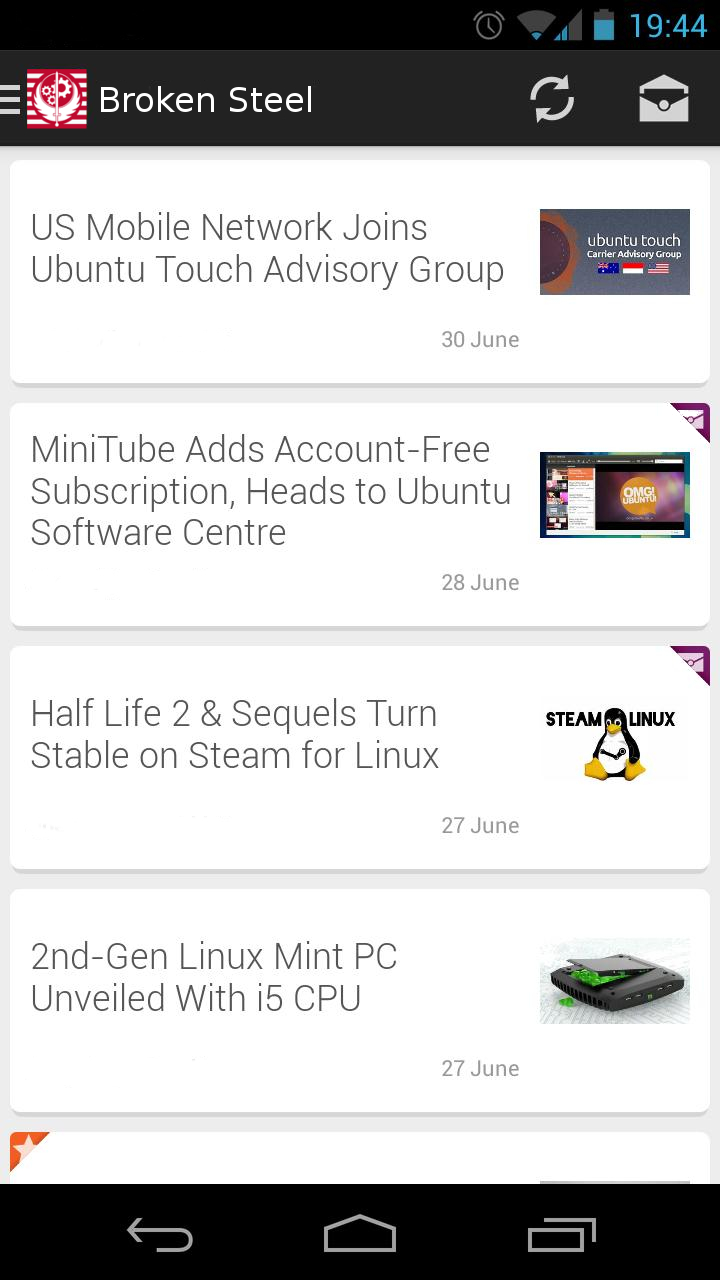 19:44
Broken Steel
US Mobile Network Joins
Ubuntu Touch Advisory Group
ubuntu touch
Carrier Advisory Group
30 June
MiniTube Adds Account-Free
Subscription, Heads to Ubuntu
Software Centre
OMG!
UBUNTU!
28 June
Half Life 2 & Sequels Turn
Stable on Steam for Linux
STEAM LINUX
27 June
2nd-Gen Linux Mint PC
Unveiled With i5 CPU
27 June